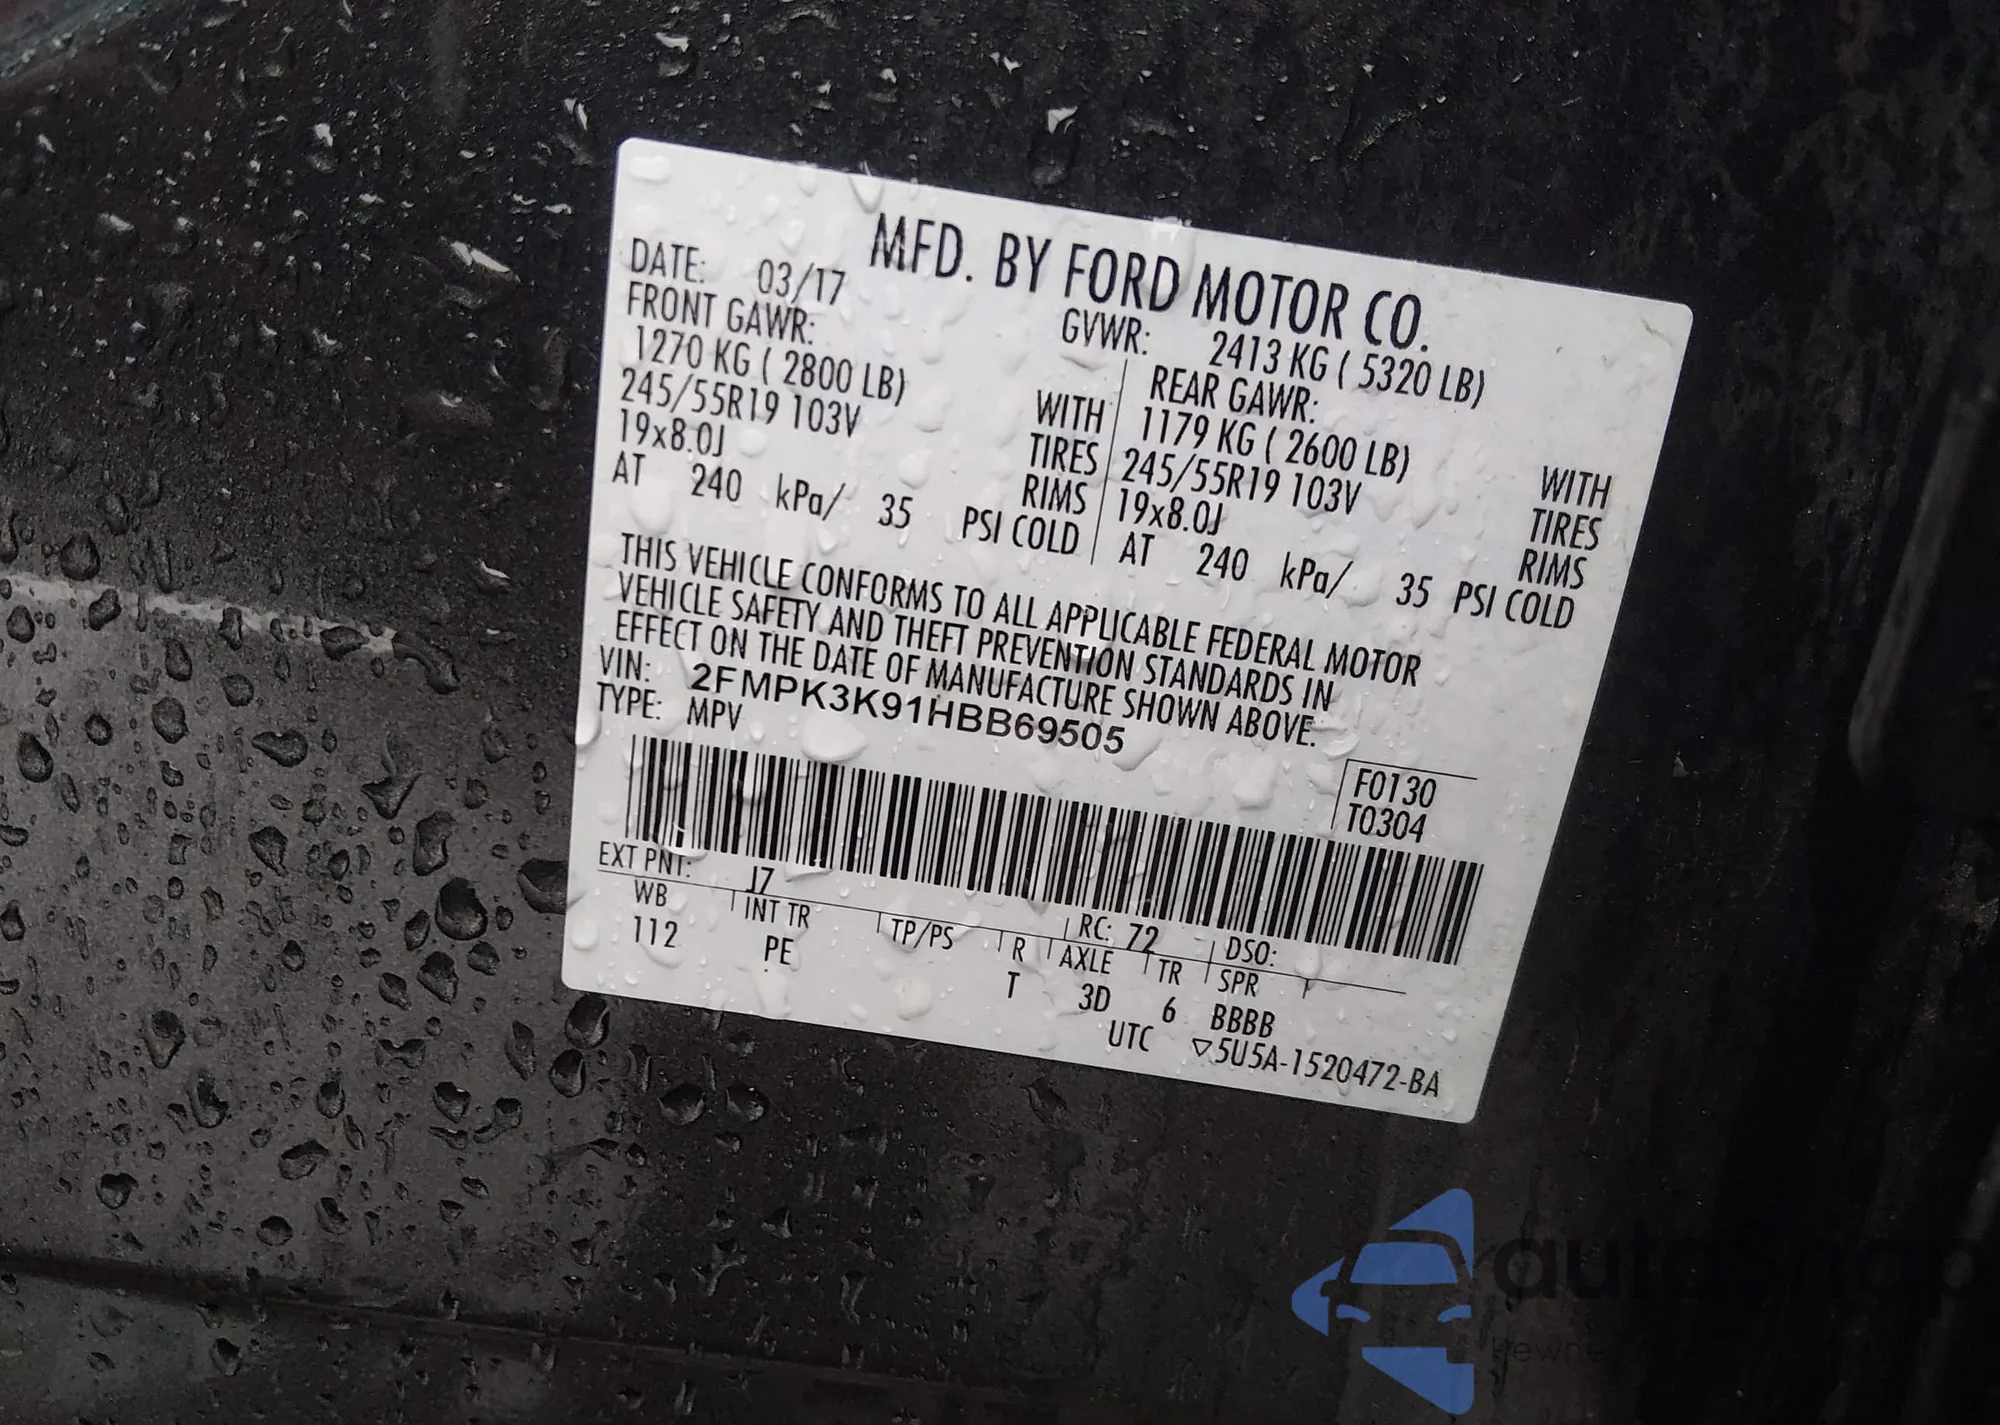 MFD. BY FORD MOTOR CO.
DATE: 03/17 GVWR: 2413 KG ( 5320 LB)
FRONT GAWR: REAR GAWR:
1270 KG ( 2800 LB) WITH 1179 KG ( 2600 LB) WITH
245/55R19 103V TIRES 245/55R19 103V TIRES
19x8.0J RIMS 19x8.0J RIMS
AT 240 kPa/ 35 PSI COLD AT 240 kPa/ 35 PSI COLD
THIS VEHICLE CONFORMS TO ALL APPLICABLE FEDERAL MOTOR
VEHICLE SAFETY AND THEFT PREVENTION STANDARDS IN
EFFECT ON THE DATE OF MANUFACTURE SHOWN ABOVE.
VIN: 2FMPK3K91HBB69505
TYPE: MPV
F0130
T0304
EXT PNT: J7 RC: 72 DSO:
WB INT TR TP/PS R AXLE TR SPR
112 PE T 3D 6 BBBB
UTC ▽5U5A-1520472-BA